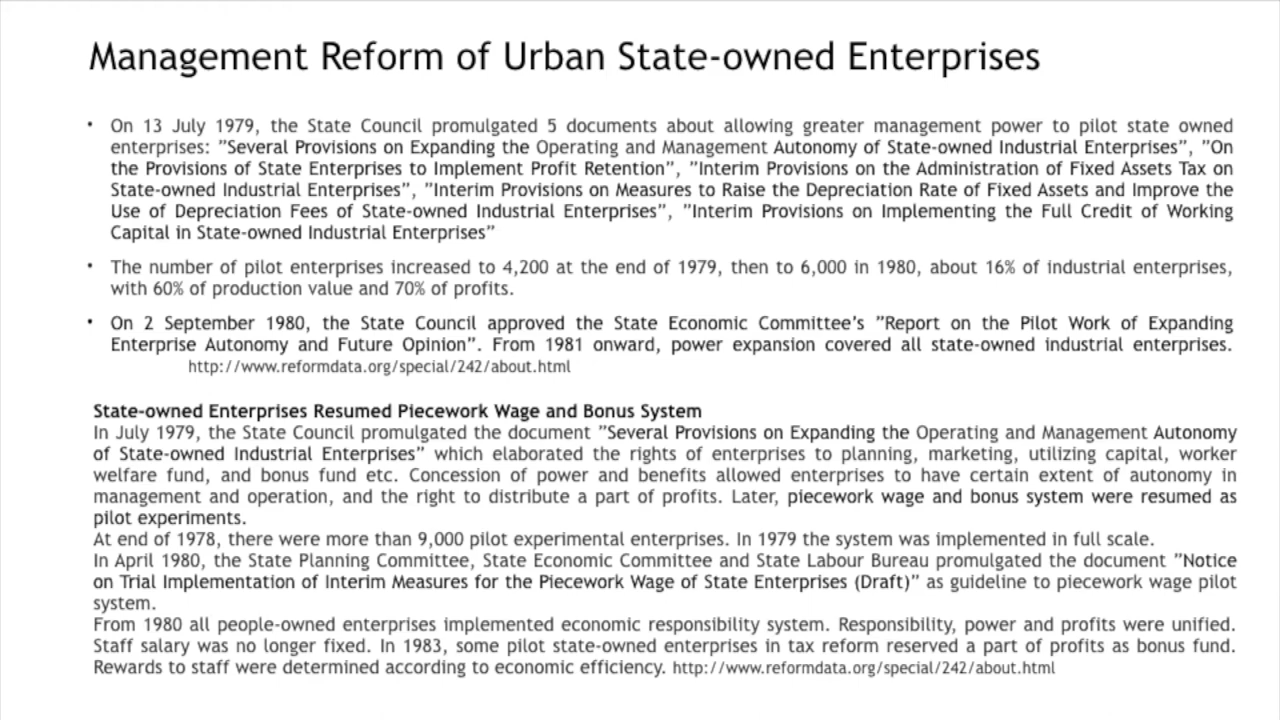 Management Reform of Urban State-owned Enterprises
• On 13 July 1979, the State Council promulgated 5 documents about allowing greater management power to pilot state owned
enterprises: ”Several Provisions on Expanding the Operating and Management Autonomy of State-owned Industrial Enterprises”, ”On
the Provisions of State Enterprises to Implement Profit Retention”, ”Interim Provisions on the Administration of Fixed Assets Tax on
State-owned Industrial Enterprises”, ”Interim Provisions on Measures to Raise the Depreciation Rate of Fixed Assets and Improve the
Use of Depreciation Fees of State-owned Industrial Enterprises”, ”Interim Provisions on Implementing the Full Credit of Working
Capital in State-owned Industrial Enterprises”
• The number of pilot enterprises increased to 4,200 at the end of 1979, then to 6,000 in 1980, about 16% of industrial enterprises,
with 60% of production value and 70% of profits.
• On 2 September 1980, the State Council approved the State Economic Committee’s ”Report on the Pilot Work of Expanding
Enterprise Autonomy and Future Opinion”. From 1981 onward, power expansion covered all state-owned industrial enterprises.
http://www.reformdata.org/special/242/about.html
State-owned Enterprises Resumed Piecework Wage and Bonus System
In July 1979, the State Council promulgated the document ”Several Provisions on Expanding the Operating and Management Autonomy
of State-owned Industrial Enterprises” which elaborated the rights of enterprises to planning, marketing, utilizing capital, worker
welfare fund, and bonus fund etc. Concession of power and benefits allowed enterprises to have certain extent of autonomy in
management and operation, and the right to distribute a part of profits. Later, piecework wage and bonus system were resumed as
pilot experiments.
At end of 1978, there were more than 9,000 pilot experimental enterprises. In 1979 the system was implemented in full scale.
In April 1980, the State Planning Committee, State Economic Committee and State Labour Bureau promulgated the document ”Notice
on Trial Implementation of Interim Measures for the Piecework Wage of State Enterprises (Draft)” as guideline to piecework wage pilot
system.
From 1980 all people-owned enterprises implemented economic responsibility system. Responsibility, power and profits were unified.
Staff salary was no longer fixed. In 1983, some pilot state-owned enterprises in tax reform reserved a part of profits as bonus fund.
Rewards to staff were determined according to economic efficiency. http://www.reformdata.org/special/242/about.html